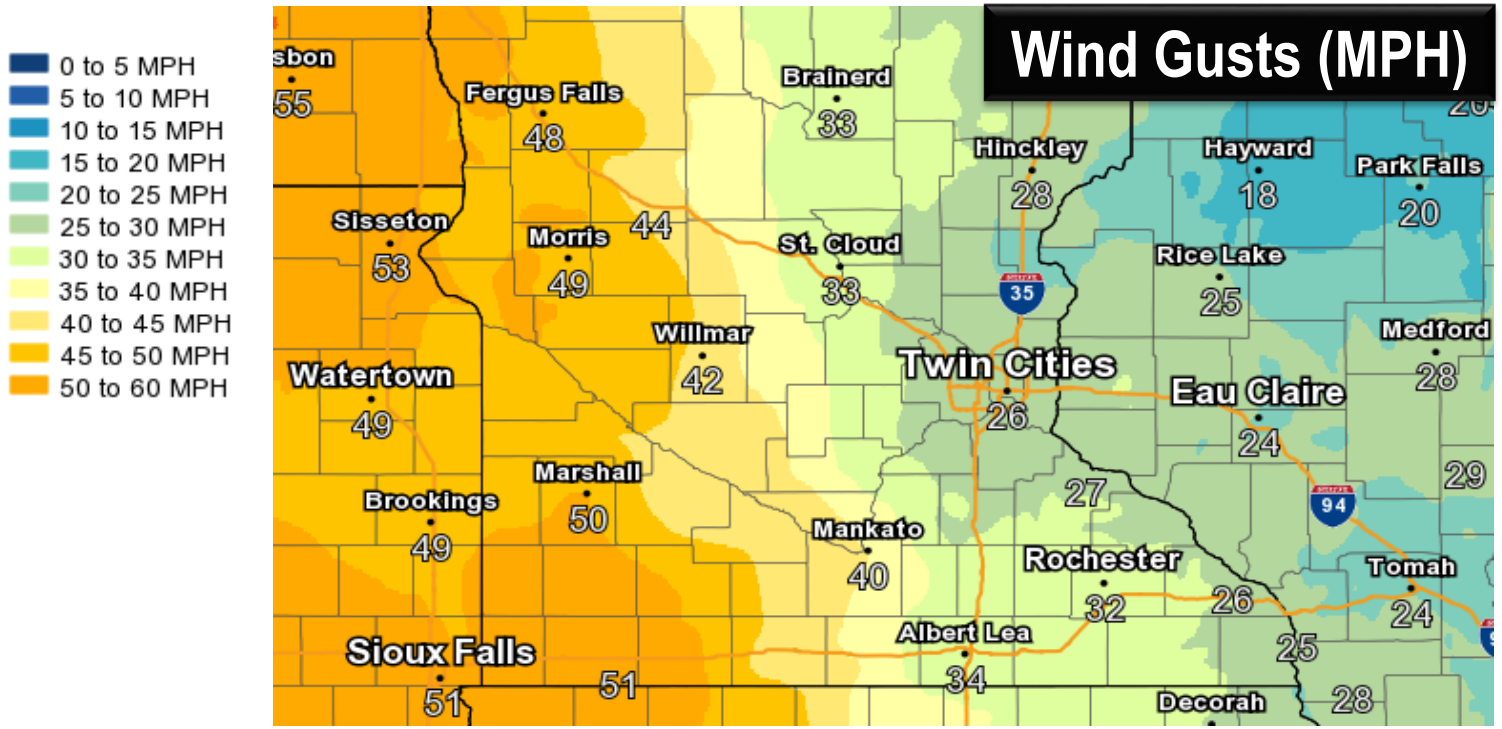 Wind Gusts (MPH)
0 to 5 MPH
5 to 10 MPH
10 to 15 MPH
15 to 20 MPH
20 to 25 MPH
25 to 30 MPH
30 to 35 MPH
35 to 40 MPH
40 to 45 MPH
45 to 50 MPH
50 to 60 MPH
sbon
55
Fergus Falls
48
Brainerd
33
20
Hinckley
28
Hayward
18
Park Falls
20
Sisseton
53
Morris
49
44
St. Cloud
33
Rice Lake
25
35
Willmar
42
Medford
28
Watertown
49
Twin Cities
26
Eau Claire
24
Marshall
50
27
29
94
Brookings
49
Mankato
40
Rochester
32
26
Tomah
24
Sioux Falls
51
51
Albert Lea
34
25
9
Decorah
28